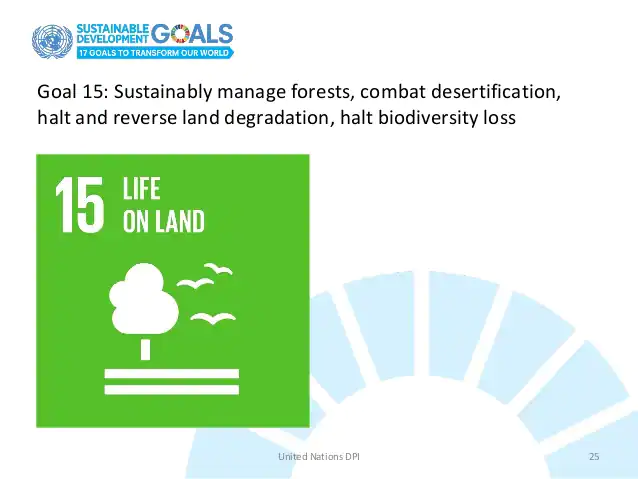 SUSTAINABLE
DEVELOPMENT
GOALS
17 GOALS TO TRANSFORM OUR WORLD
Goal 15: Sustainably manage forests, combat desertification,
halt and reverse land degradation, halt biodiversity loss
15 LIFE
ON LAND
United Nations DPI
25